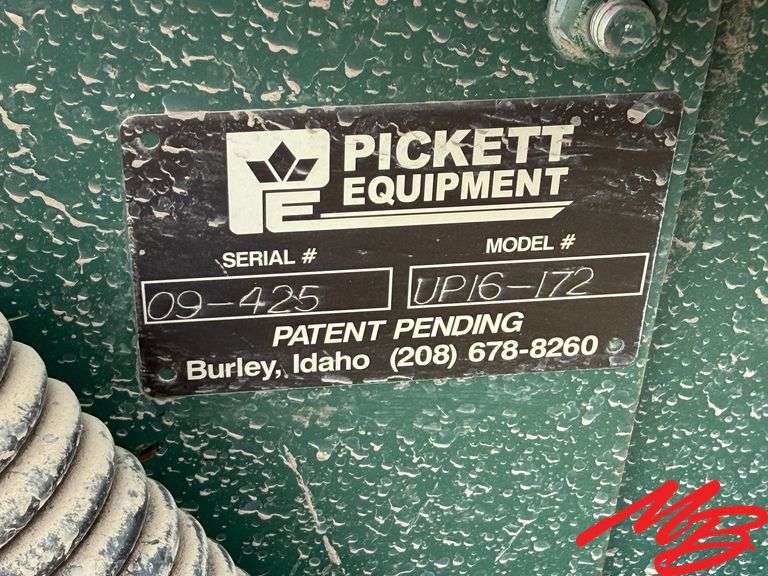 PE PICKETT
EQUIPMENT
SERIAL # MODEL #
09-425 UP16-172
PATENT PENDING
Burley, Idaho (208) 678-8260
MB